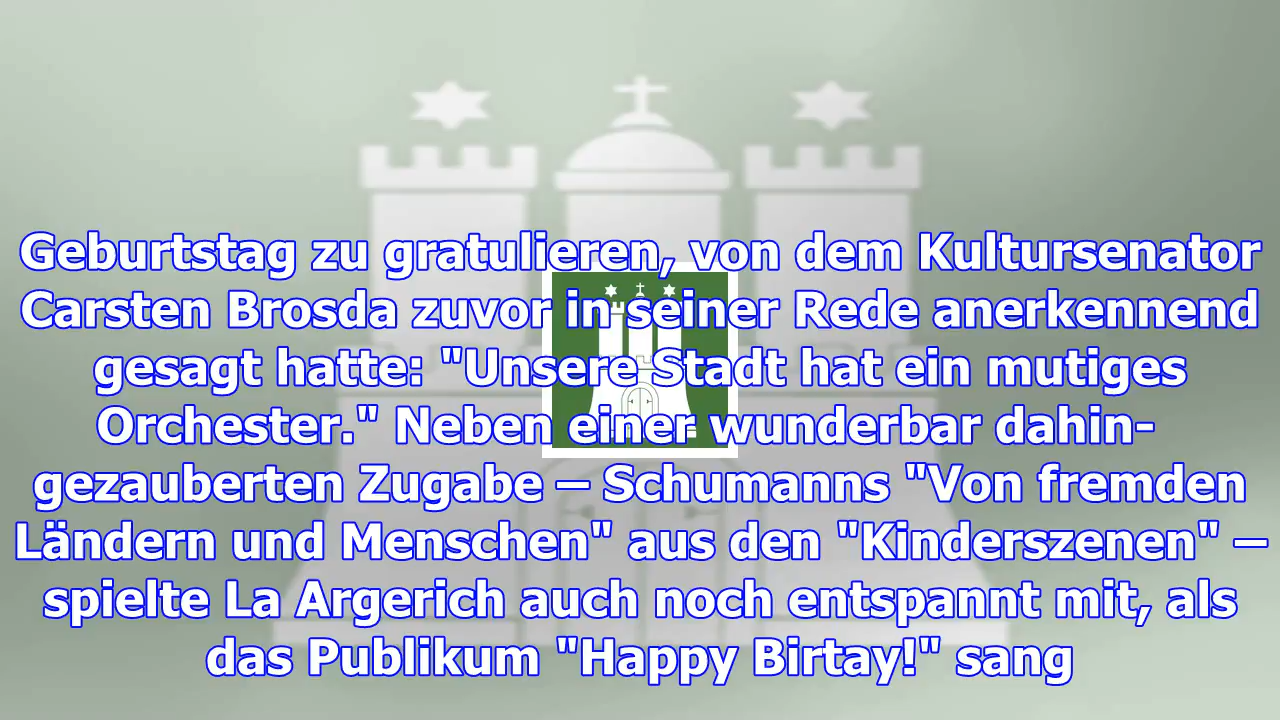 Geburtstag zu gratulieren, von dem Kultursenator
Carsten Brosda zuvor in seiner Rede anerkennend
gesagt hatte: "Unsere Stadt hat ein mutiges
Orchester." Neben einer wunderbar dahin-
gezauberten Zugabe – Schumanns "Von fremden
Ländern und Menschen" aus den "Kinderszenen" –
spielte La Argerich auch noch entspannt mit, als
das Publikum "Happy Birtay!" sang